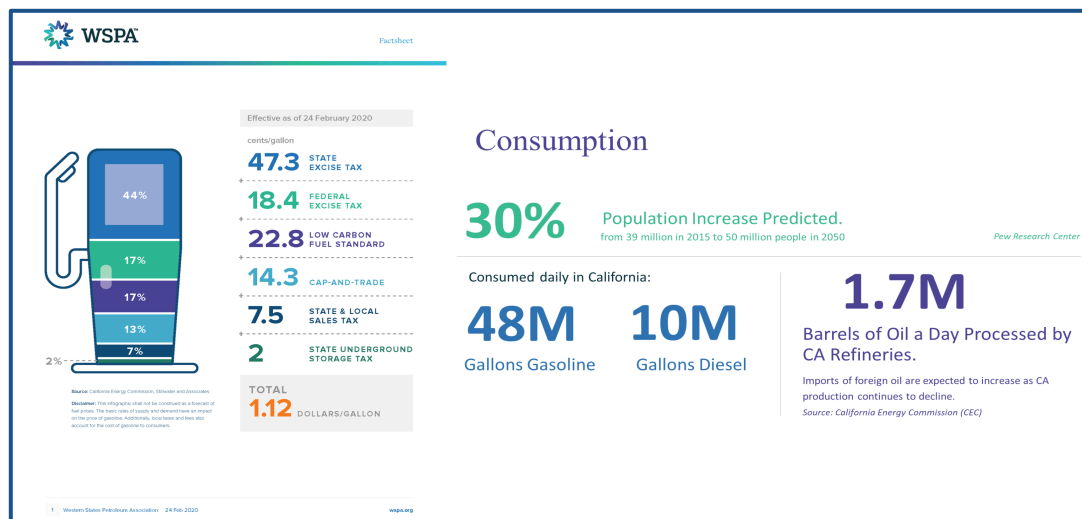 WSPA
Factsheet
Effective as of 24 February 2020
cents/gallon
47.3 STATE
EXCISE TAX
18.4 FEDERAL
EXCISE TAX
22.8 LOW CARBON
FUEL STANDARD
14.3 CAP-AND-TRADE
7.5 STATE & LOCAL
SALES TAX
2 STATE UNDERGROUND
STORAGE TAX
TOTAL
1.12 DOLLARS/GALLON
44%
17%
17%
13%
7%
2%
Source: California Energy Commission, Stillwater and Associates
Disclaimer: This infographic shall not be construed as a forecast of
fuel prices. The basic rules of supply and demand have an impact
on the price of gasoline. Additionally, local taxes and fees also
account for the cost of gasoline to consumers.
1 Western States Petroleum Association 24 Feb 2020
wspa.org
Consumption
30%
Population Increase Predicted.
from 39 million in 2015 to 50 million people in 2050
Pew Research Center
Consumed daily in California:
48M
Gallons Gasoline
10M
Gallons Diesel
1.7M
Barrels of Oil a Day Processed by
CA Refineries.
Imports of foreign oil are expected to increase as CA
production continues to decline.
Source: California Energy Commission (CEC)